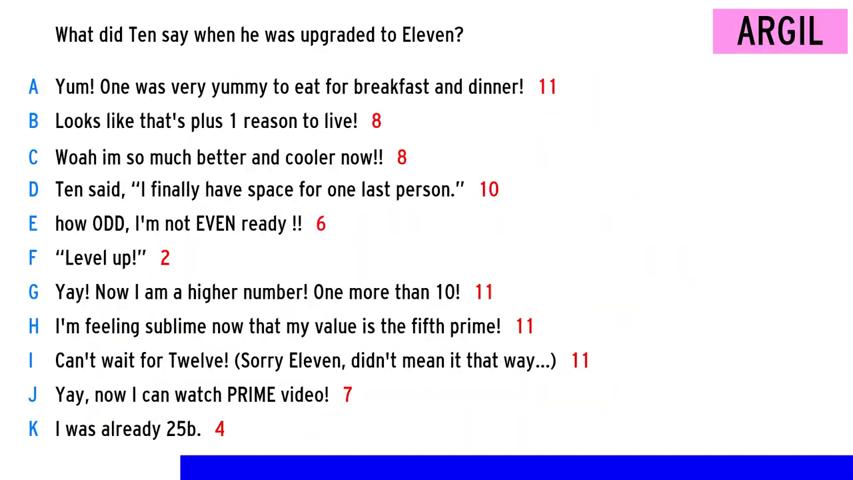 What did Ten say when he was upgraded to Eleven?
ARGIL
A Yum! One was very yummy to eat for breakfast and dinner! 11
B Looks like that's plus 1 reason to live! 8
C Woah im so much better and cooler now!! 8
D Ten said, “I finally have space for one last person.” 10
E how ODD, I'm not EVEN ready !! 6
F “Level up!” 2
G Yay! Now I am a higher number! One more than 10! 11
H I'm feeling sublime now that my value is the fifth prime! 11
I Can't wait for Twelve! (Sorry Eleven, didn't mean it that way...) 11
J Yay, now I can watch PRIME video! 7
K I was already 25b. 4